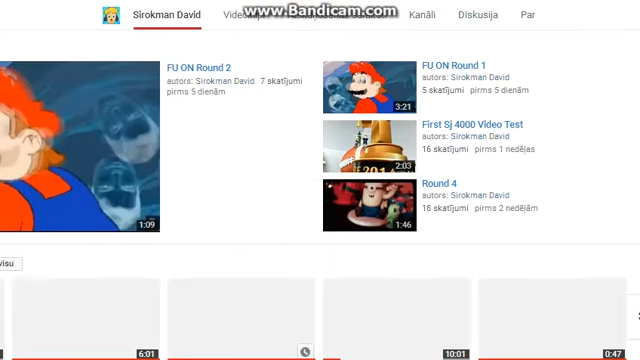 www.Bandicam.com
Sirokman David
Kanāli
Diskusija
Par
FU ON Round 2
autors: Sirokman David 7 skatījumi
pirms 5 dienām
1:09
FU ON Round 1
autors: Sirokman David
5 skatījumi pirms 5 dienām
3:21
First Sj 4000 Video Test
autors: Sirokman David
16 skatījumi pirms 1 nedēļas
2:03
Round 4
autors: Sirokman David
18 skatījumi pirms 2 nedēļām
1:46
visu
6:01
10:01
0:47